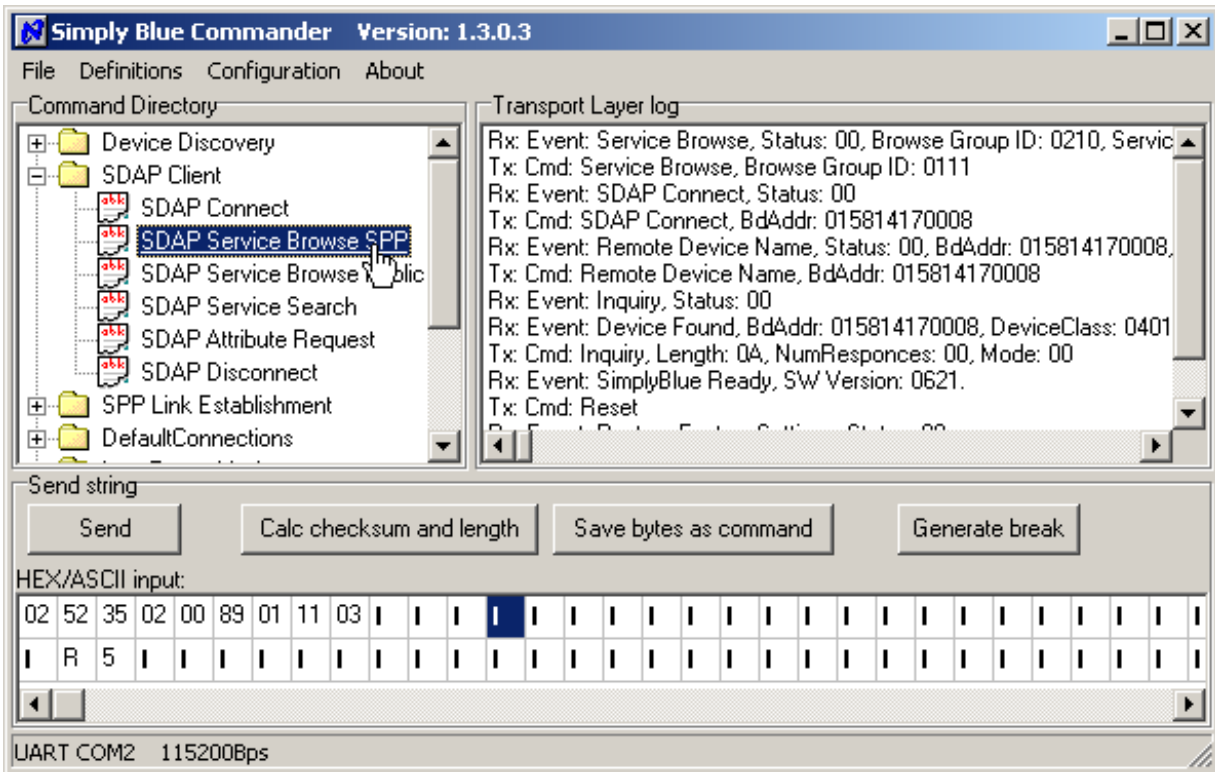 Simply Blue Commander Version: 1.3.0.3
File Definitions Configuration About
Command Directory
Device Discovery
SDAP Client
SDAP Connect
SDAP Service Browse SPP
SDAP Service Browse
SDAP Service Search
SDAP Attribute Request
SDAP Disconnect
SPP Link Establishment
DefaultConnections
Transport Layer log
Rx: Event: Service Browse, Status: 00, Browse Group ID: 0210, Servic
Tx: Cmd: Service Browse, Browse Group ID: 0111
Rx: Event: SDAP Connect, Status: 00
Tx: Cmd: SDAP Connect, BdAddr: 015814170008
Rx: Event: Remote Device Name, Status: 00, BdAddr: 015814170008,
Tx: Cmd: Remote Device Name, BdAddr: 015814170008
Rx: Event: Inquiry, Status: 00
Rx: Event: Device Found, BdAddr: 015814170008, DeviceClass: 0401
Tx: Cmd: Inquiry, Length: 0A, NumResponces: 00, Mode: 00
Rx: Event: SimplyBlue Ready, SW Version: 0621.
Tx: Cmd: Reset
Send string
Send Calc checksum and length Save bytes as command Generate break
HEX/ASCII input:
02 52 35 02 00 89 01 11 03
R 5
UART COM2 115200Bps